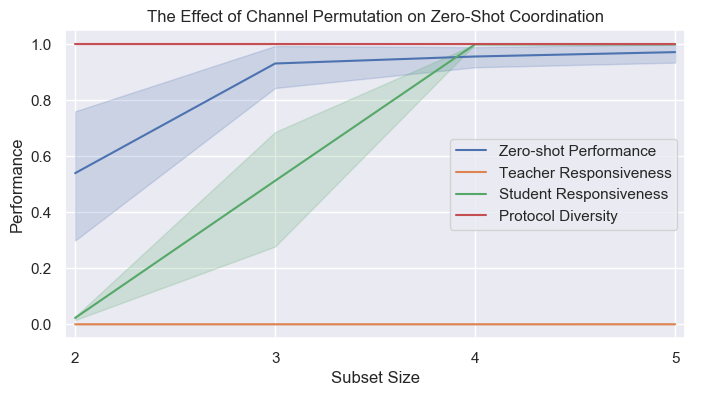 The Effect of Channel Permutation on Zero-Shot Coordination
1.0
0.8
0.6
0.4
0.2
0.0
Performance
Zero-shot Performance
Teacher Responsiveness
Student Responsiveness
Protocol Diversity
2
3
4
5
Subset Size